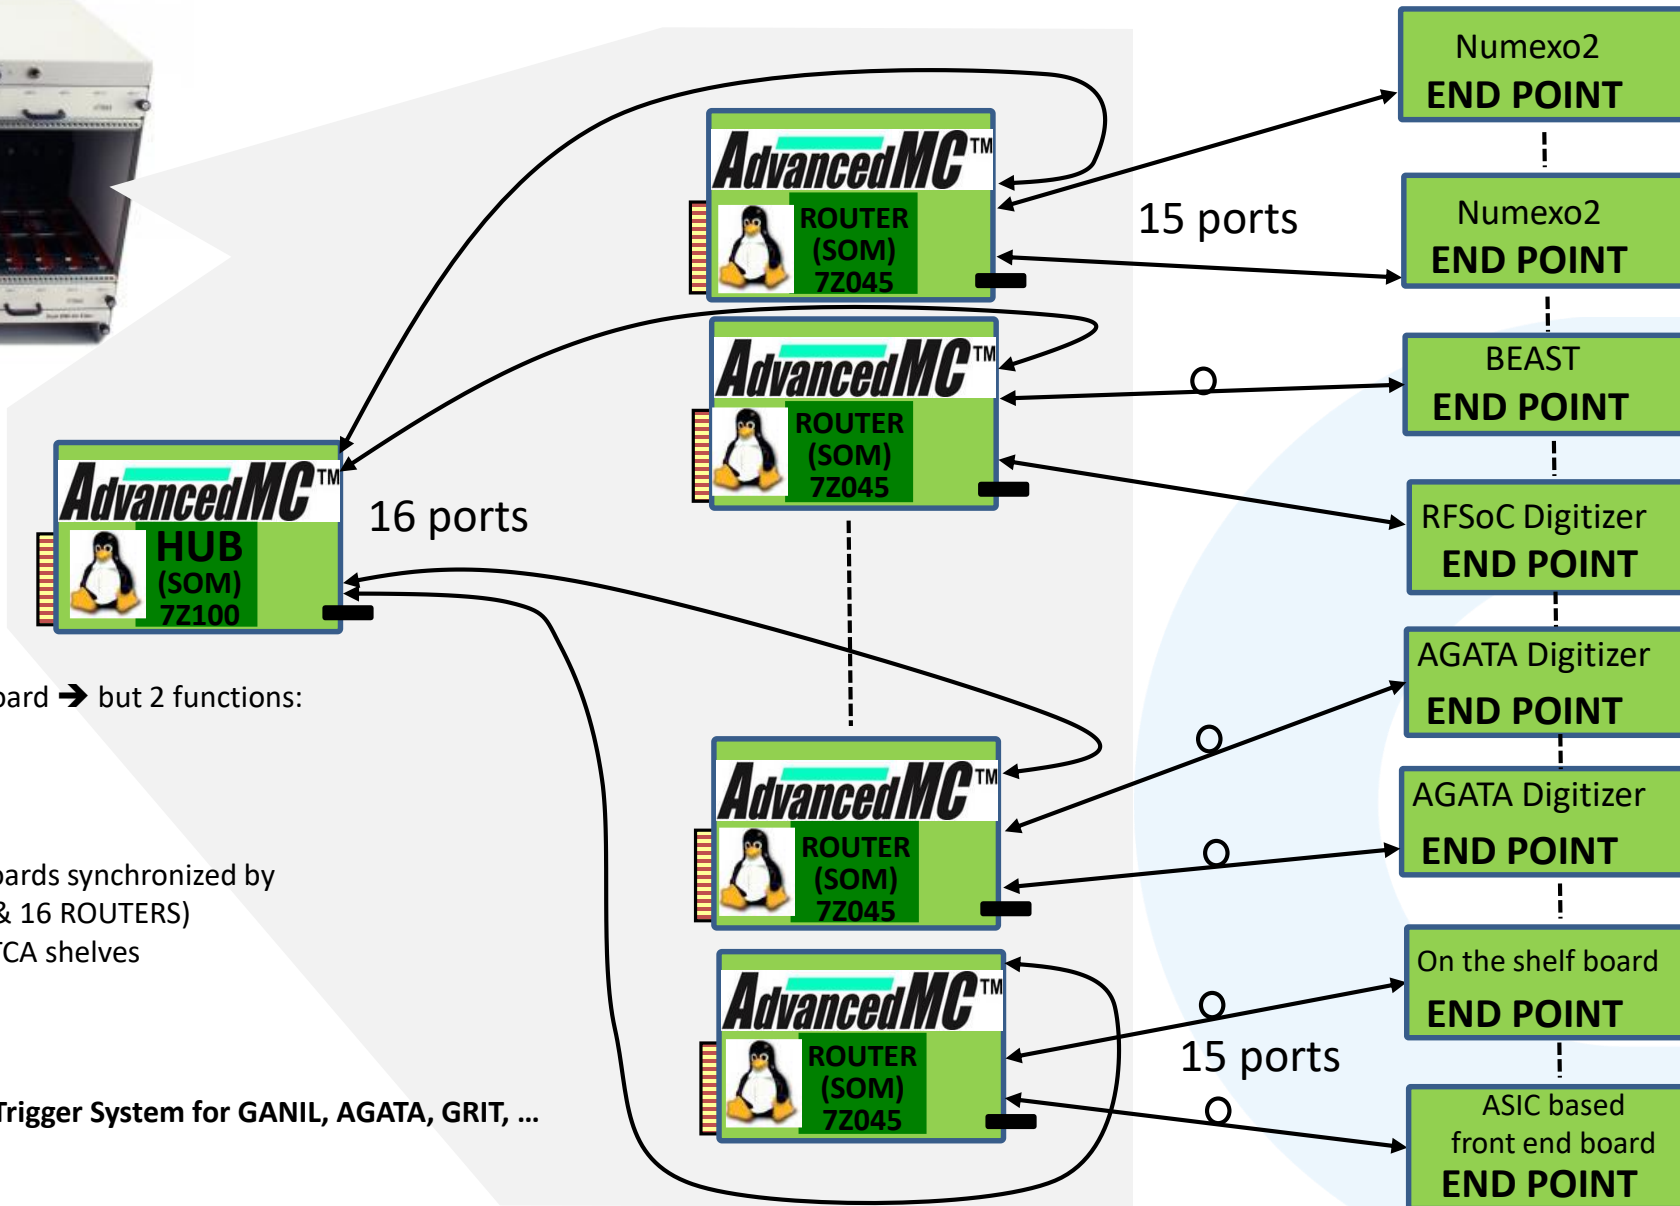 Numexo2
END POINT
AdvancedMC™
ROUTER
(SOM)
7Z045
15 ports
Numexo2
END POINT
AdvancedMC™
ROUTER
(SOM)
7Z045
BEAST
END POINT
AdvancedMC™
HUB
(SOM)
7Z100
16 ports
RFSoC Digitizer
END POINT
oard ➔ but 2 functions:
AGATA Digitizer
END POINT
AdvancedMC™
ROUTER
(SOM)
7Z045
AGATA Digitizer
END POINT
oards synchronized by
& 16 ROUTERS)
TCA shelves
On the shelf board
END POINT
AdvancedMC™
ROUTER
(SOM)
7Z045
15 ports
Trigger System for GANIL, AGATA, GRIT, ...
ASIC based
front end board
END POINT